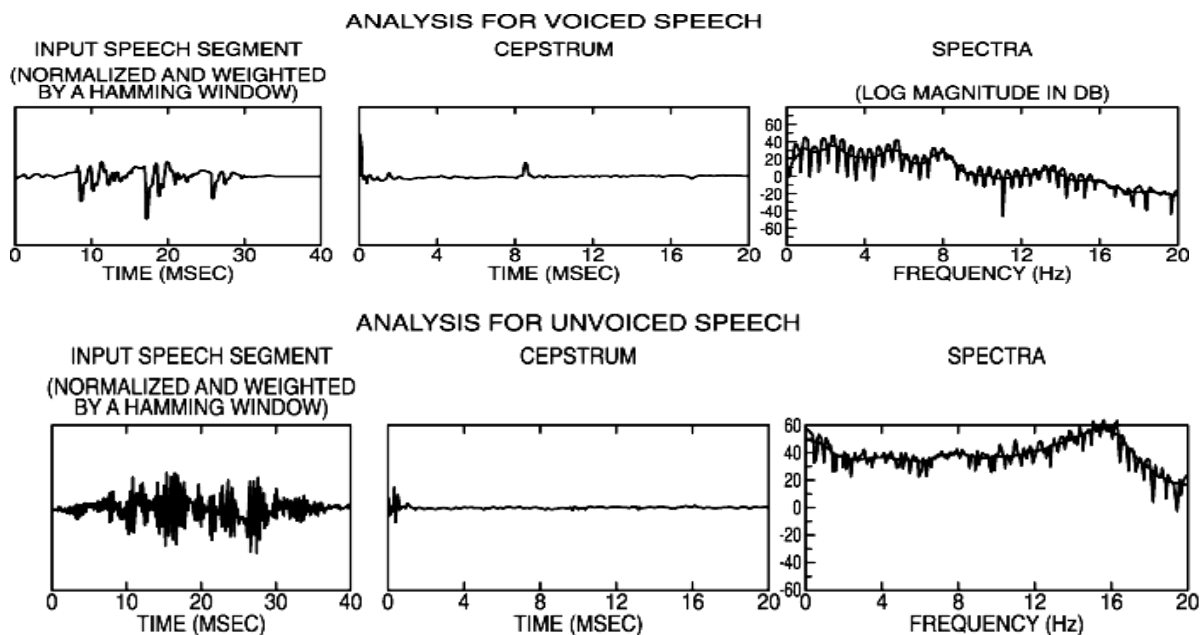 ANALYSIS FOR VOICED SPEECH
INPUT SPEECH SEGMENT
(NORMALIZED AND WEIGHTED
BY A HAMMING WINDOW)
CEPSTRUM
SPECTRA
(LOG MAGNITUDE IN DB)
0 10 20 30 40
TIME (MSEC)
0 4 8 12 16 20
TIME (MSEC)
60
40
20
0
-20
-40
-60
0 4 8 12 16 20
FREQUENCY (Hz)
ANALYSIS FOR UNVOICED SPEECH
INPUT SPEECH SEGMENT
(NORMALIZED AND WEIGHTED
BY A HAMMING WINDOW)
CEPSTRUM
SPECTRA
0 10 20 30 40
TIME (MSEC)
0 4 8 12 16 20
TIME (MSEC)
60
40
20
0
-20
-40
-60
0 4 8 12 16 20
FREQUENCY (Hz)